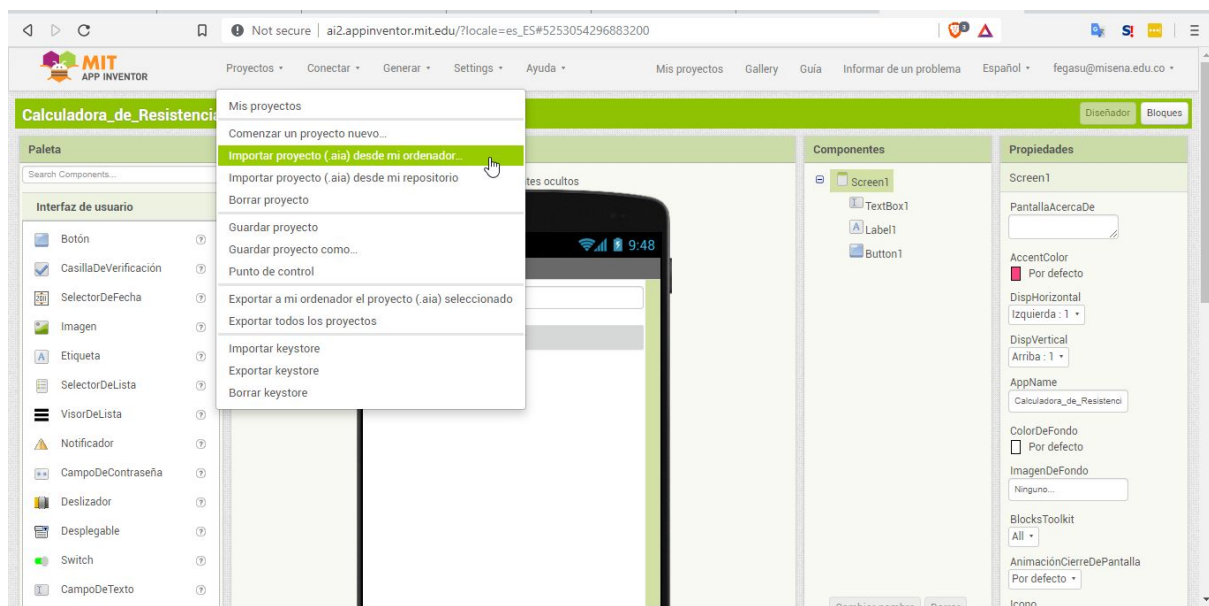 Not secure | ai2.appinventor.mit.edu/?locale=es_ES#5253054296883200
MIT
APP INVENTOR
Proyectos Conectar Generar Settings Ayuda Mis proyectos Gallery Guía Informar de un problema Español fegasu@misena.edu.co
Calculadora_de_Resistencia
Diseñador Bloques
Mis proyectos
Comenzar un proyecto nuevo...
Importar proyecto (.aia) desde mi ordenador...
Importar proyecto (.aia) desde mi repositorio
Borrar proyecto
Guardar proyecto
Guardar proyecto como...
Punto de control
Exportar a mi ordenador el proyecto (.aia) seleccionado
Exportar todos los proyectos
Importar keystore
Exportar keystore
Borrar keystore
Paleta
Search Components...
Interfaz de usuario
Botón
CasillaDeVerificación
SelectorDeFecha
Imagen
Etiqueta
SelectorDeLista
VisorDeLista
Notificador
CampoDeContraseña
Deslizador
Desplegable
Switch
CampoDeTexto
tes ocultos
9:48
Componentes
Screen1
TextBox1
Label1
Button1
Cambiar nombre Borrar
Propiedades
Screen1
PantallaAcercaDe
AccentColor
Por defecto
DispHorizontal
Izquierda : 1
DispVertical
Arriba : 1
AppName
Calculadora_de_Resistenci
ColorDeFondo
Por defecto
ImagenDeFondo
Ninguno...
BlocksToolkit
All
AnimaciónCierreDePantalla
Por defecto
Icono